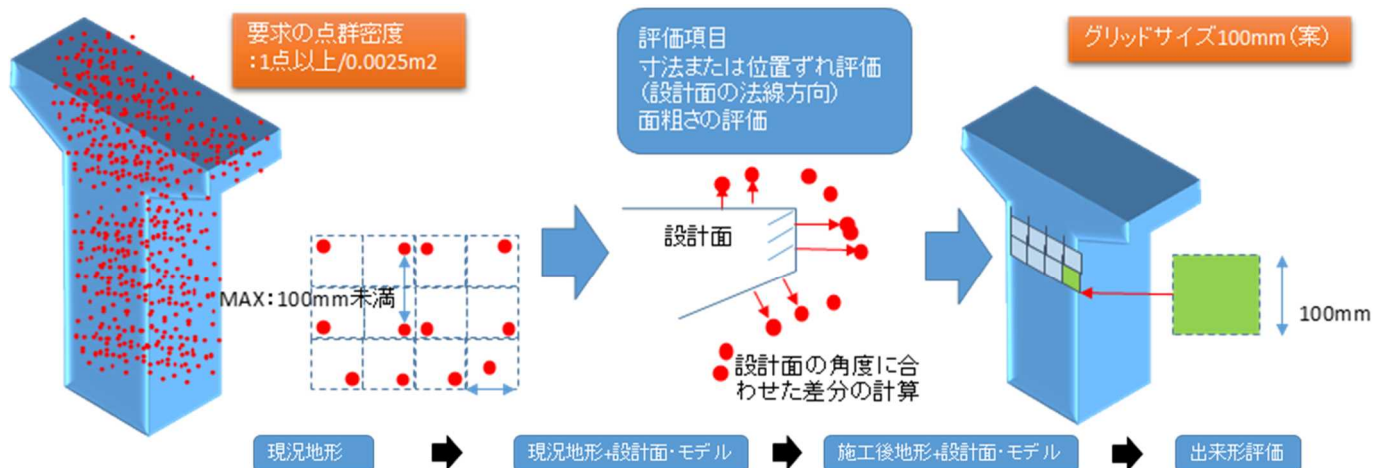 要求の点群密度
:1点以上/0.0025m2
評価項目
寸法または位置ずれ評価
(設計面の法線方向)
面粗さの評価
グリッドサイズ100mm(案)
設計面
MAX:100mm未満
100mm
設計面の角度に合
わせた差分の計算
現況地形
現況地形+設計面・モデル
施工後地形+設計面・モデル
出来形評価